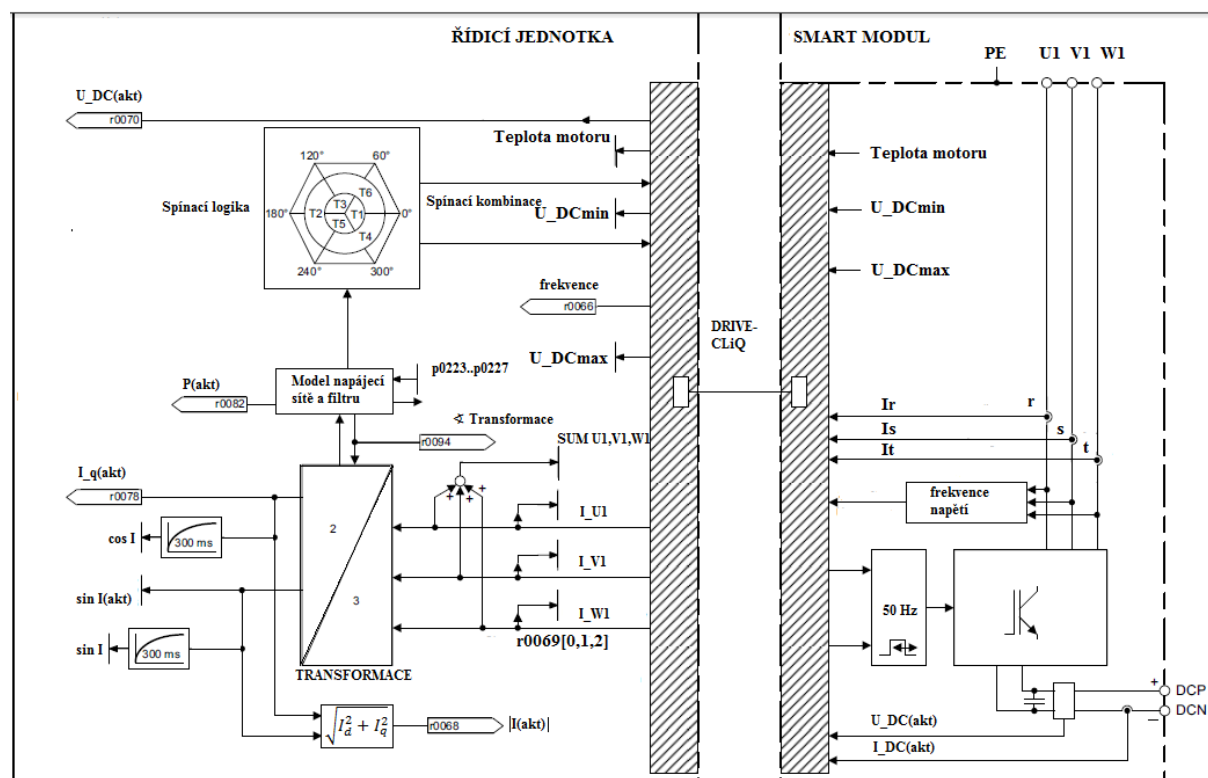 ŘÍDICÍ JEDNOTKA
SMART MODUL
PE
U1 V1 W1
U_DC(akt)
r0070
Teplota motoru
Teplota motoru
120°
60°
180°
0°
240°
300°
T6
T3
T2
T1
T5
T4
Spínací logika
Spínací kombinace
U_DCmin
U_DCmin
U_DCmax
frekvence
r0066
DRIVE-
CLiQ
U_DCmax
p0223..p0227
Model napájecí
sítě a filtru
P(akt)
r0082
∢ Transformace
r0094
SUM U1,V1,W1
+
+
+
Ir
r
Is
s
It
t
I_q(akt)
r0078
I_U1
frekvence
napětí
cos I
300 ms
2
3
I_V1
sin I(akt)
I_W1
50 Hz
sin I
300 ms
r0069[0,1,2]
TRANSFORMACE
√I_d² + I_q²
r0068
|I(akt)|
+
DCP
DCN
−
U_DC(akt)
I_DC(akt)